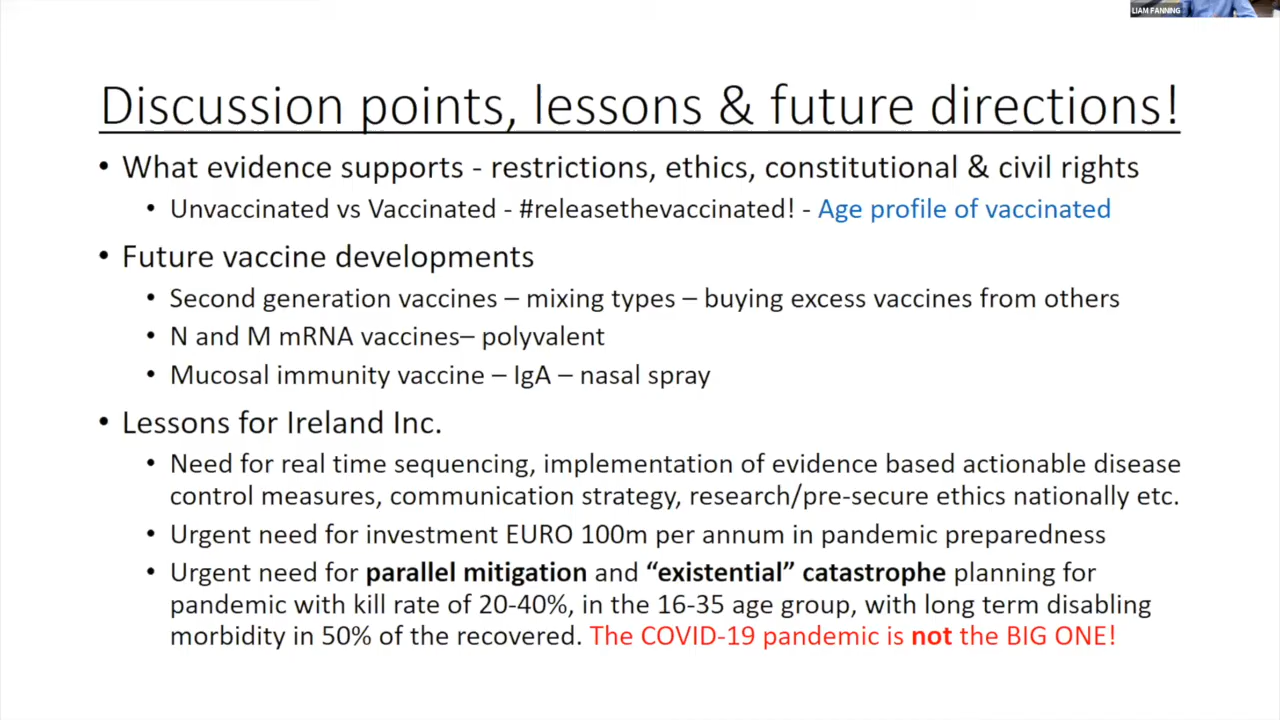 LIAM FANNING
Discussion points, lessons & future directions!
• What evidence supports - restrictions, ethics, constitutional & civil rights
• Unvaccinated vs Vaccinated - #releasethevaccinated! - Age profile of vaccinated
• Future vaccine developments
• Second generation vaccines – mixing types – buying excess vaccines from others
• N and M mRNA vaccines– polyvalent
• Mucosal immunity vaccine – IgA – nasal spray
• Lessons for Ireland Inc.
• Need for real time sequencing, implementation of evidence based actionable disease
control measures, communication strategy, research/pre-secure ethics nationally etc.
• Urgent need for investment EURO 100m per annum in pandemic preparedness
• Urgent need for parallel mitigation and “existential” catastrophe planning for
pandemic with kill rate of 20-40%, in the 16-35 age group, with long term disabling
morbidity in 50% of the recovered. The COVID-19 pandemic is not the BIG ONE!